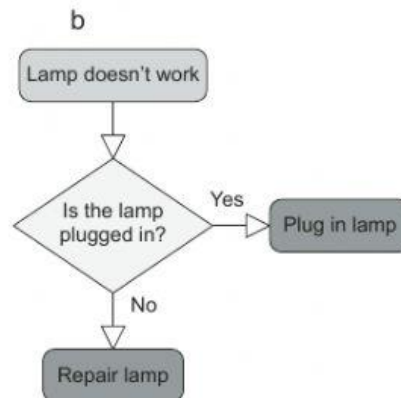 b
Lamp doesn't work
Is the lamp
plugged in?
Yes
Plug in lamp
No
Repair lamp